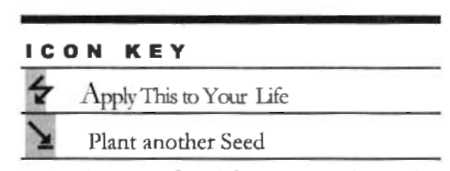 ICON KEY
Apply This to Your Life
Plant another Seed